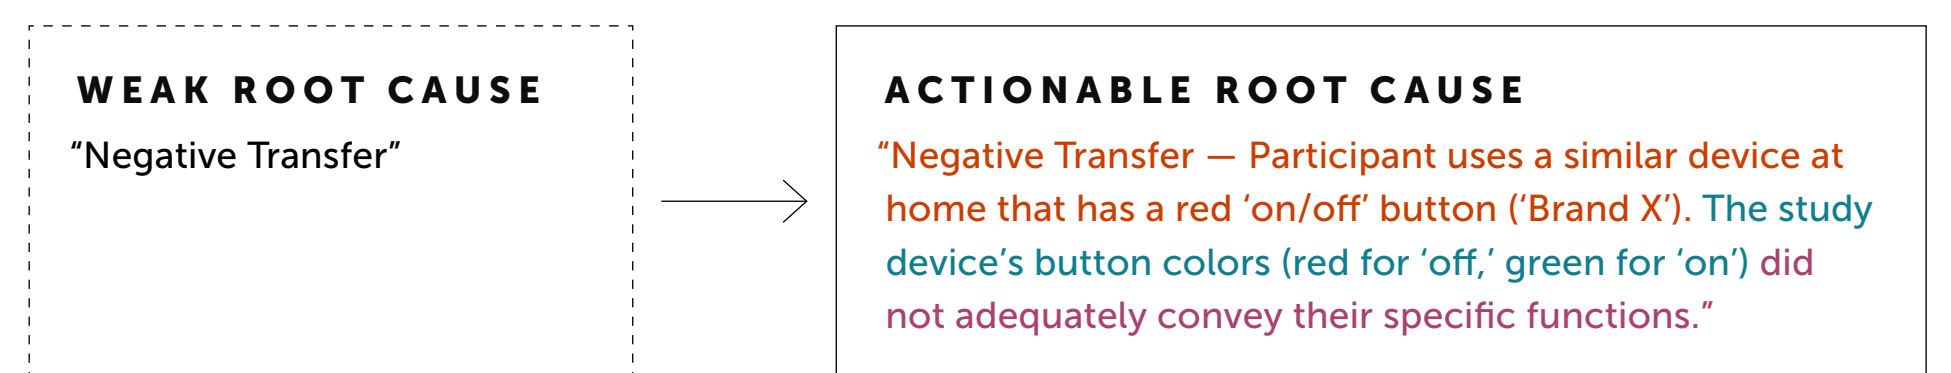 WEAK ROOT CAUSE
“Negative Transfer”
ACTIONABLE ROOT CAUSE
“Negative Transfer — Participant uses a similar device at
home that has a red ‘on/off’ button (‘Brand X’). The study
device’s button colors (red for ‘off,’ green for ‘on’) did
not adequately convey their specific functions.”